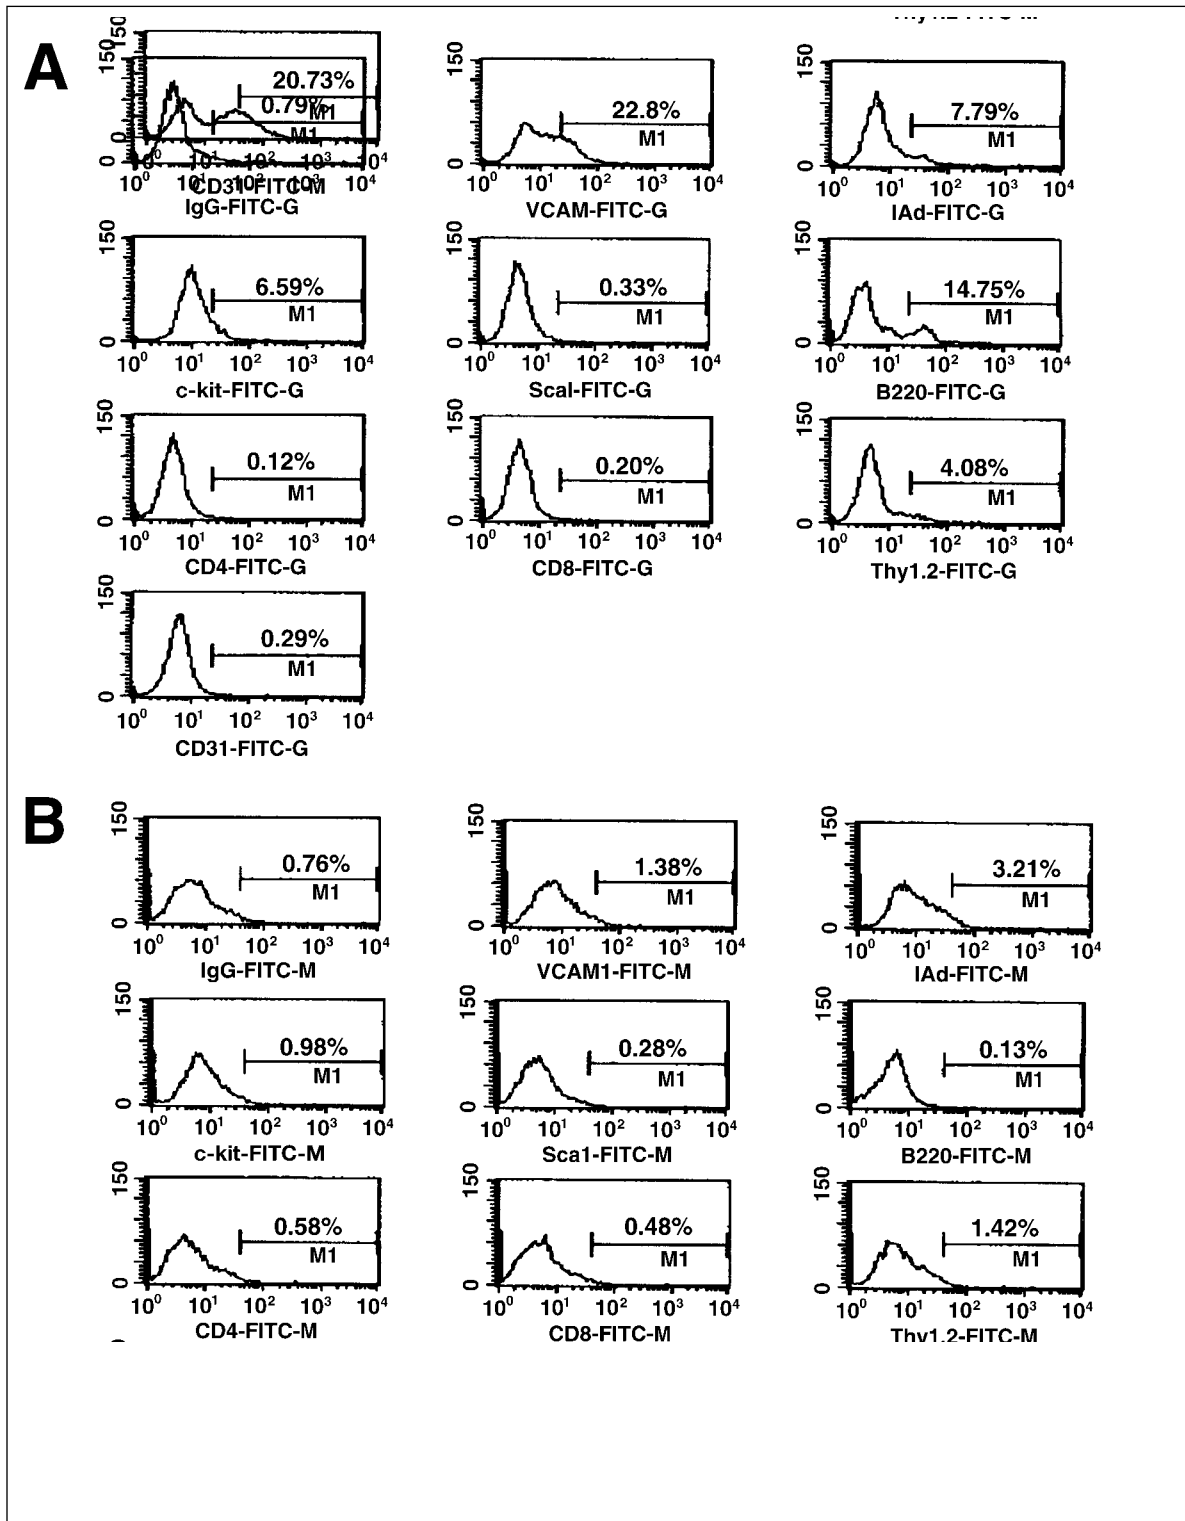 Thy1.2-FITC-M
A
150
150
20.73%
0.79%
M1
M1
0
0
10⁰ 10¹ 10² 10³ 10⁴
10⁰ 10¹ 10² 10³ 10⁴
CD31-FITC-M
IgG-FITC-G
150
22.8%
M1
0
10⁰ 10¹ 10² 10³ 10⁴
VCAM-FITC-G
150
7.79%
M1
0
10⁰ 10¹ 10² 10³ 10⁴
IAd-FITC-G
150
6.59%
M1
0
10⁰ 10¹ 10² 10³ 10⁴
c-kit-FITC-G
150
0.33%
M1
0
10⁰ 10¹ 10² 10³ 10⁴
Scal-FITC-G
150
14.75%
M1
0
10⁰ 10¹ 10² 10³ 10⁴
B220-FITC-G
150
0.12%
M1
0
10⁰ 10¹ 10² 10³ 10⁴
CD4-FITC-G
150
0.20%
M1
0
10⁰ 10¹ 10² 10³ 10⁴
CD8-FITC-G
150
4.08%
M1
0
10⁰ 10¹ 10² 10³ 10⁴
Thy1.2-FITC-G
150
0.29%
M1
0
10⁰ 10¹ 10² 10³ 10⁴
CD31-FITC-G
B
150
0.76%
M1
0
10⁰ 10¹ 10² 10³ 10⁴
IgG-FITC-M
150
1.38%
M1
0
10⁰ 10¹ 10² 10³ 10⁴
VCAM1-FITC-M
150
3.21%
M1
0
10⁰ 10¹ 10² 10³ 10⁴
IAd-FITC-M
150
0.98%
M1
0
10⁰ 10¹ 10² 10³ 10⁴
c-kit-FITC-M
150
0.28%
M1
0
10⁰ 10¹ 10² 10³ 10⁴
Sca1-FITC-M
150
0.13%
M1
0
10⁰ 10¹ 10² 10³ 10⁴
B220-FITC-M
150
0.58%
M1
0
10⁰ 10¹ 10² 10³ 10⁴
CD4-FITC-M
150
0.48%
M1
0
10⁰ 10¹ 10² 10³ 10⁴
CD8-FITC-M
150
1.42%
M1
0
10⁰ 10¹ 10² 10³ 10⁴
Thy1.2-FITC-M